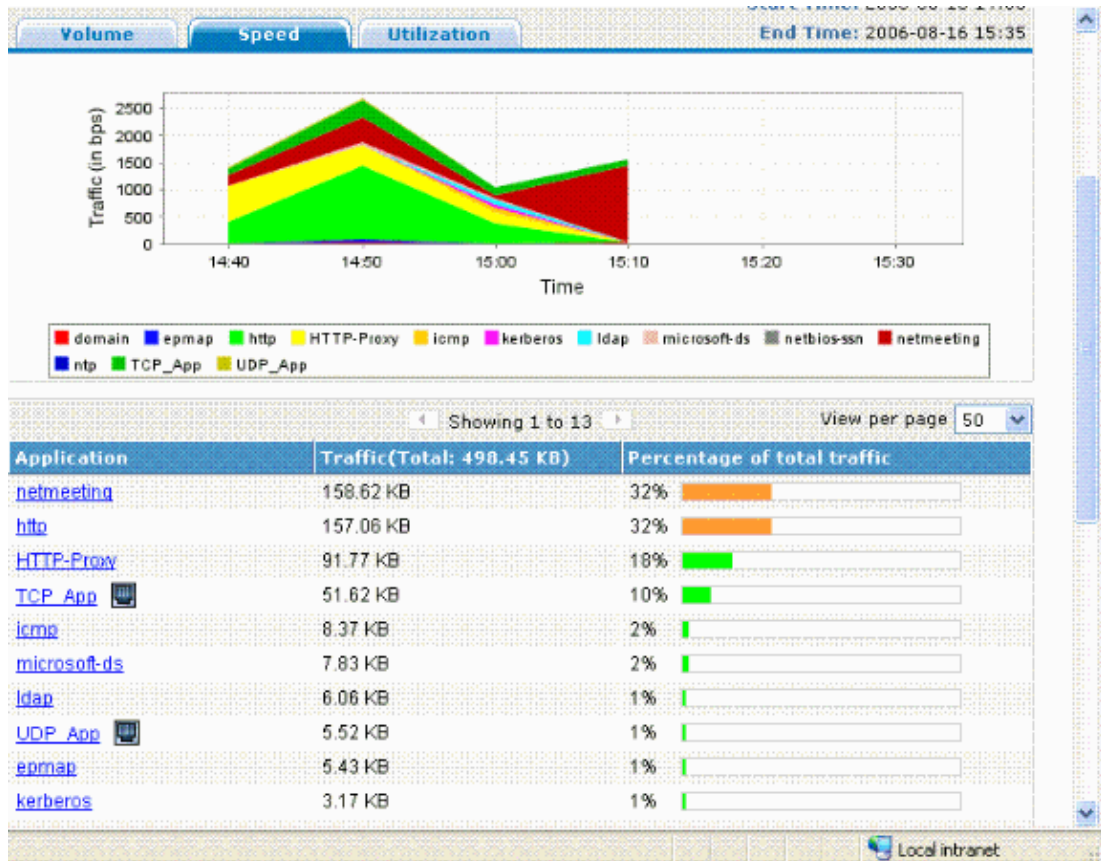 Volume Speed Utilization
End Time: 2006-08-16 15:35
Traffic (in bps)
2500
2000
1500
1000
500
0
14:40 14:50 15:00 15:10 15:20 15:30
Time
domain epmap http HTTP-Proxy icmp kerberos ldap microsoft-ds netbios-ssn netmeeting
ntp TCP_App UDP_App
Showing 1 to 13 View per page 50
Application Traffic(Total: 498.45 KB) Percentage of total traffic
netmeeting 158.62 KB 32%
http 157.06 KB 32%
HTTP-Proxy 91.77 KB 18%
TCP_App 51.62 KB 10%
icmp 8.37 KB 2%
microsoft-ds 7.83 KB 2%
ldap 6.06 KB 1%
UDP_App 5.52 KB 1%
epmap 5.43 KB 1%
kerberos 3.17 KB 1%
Local intranet